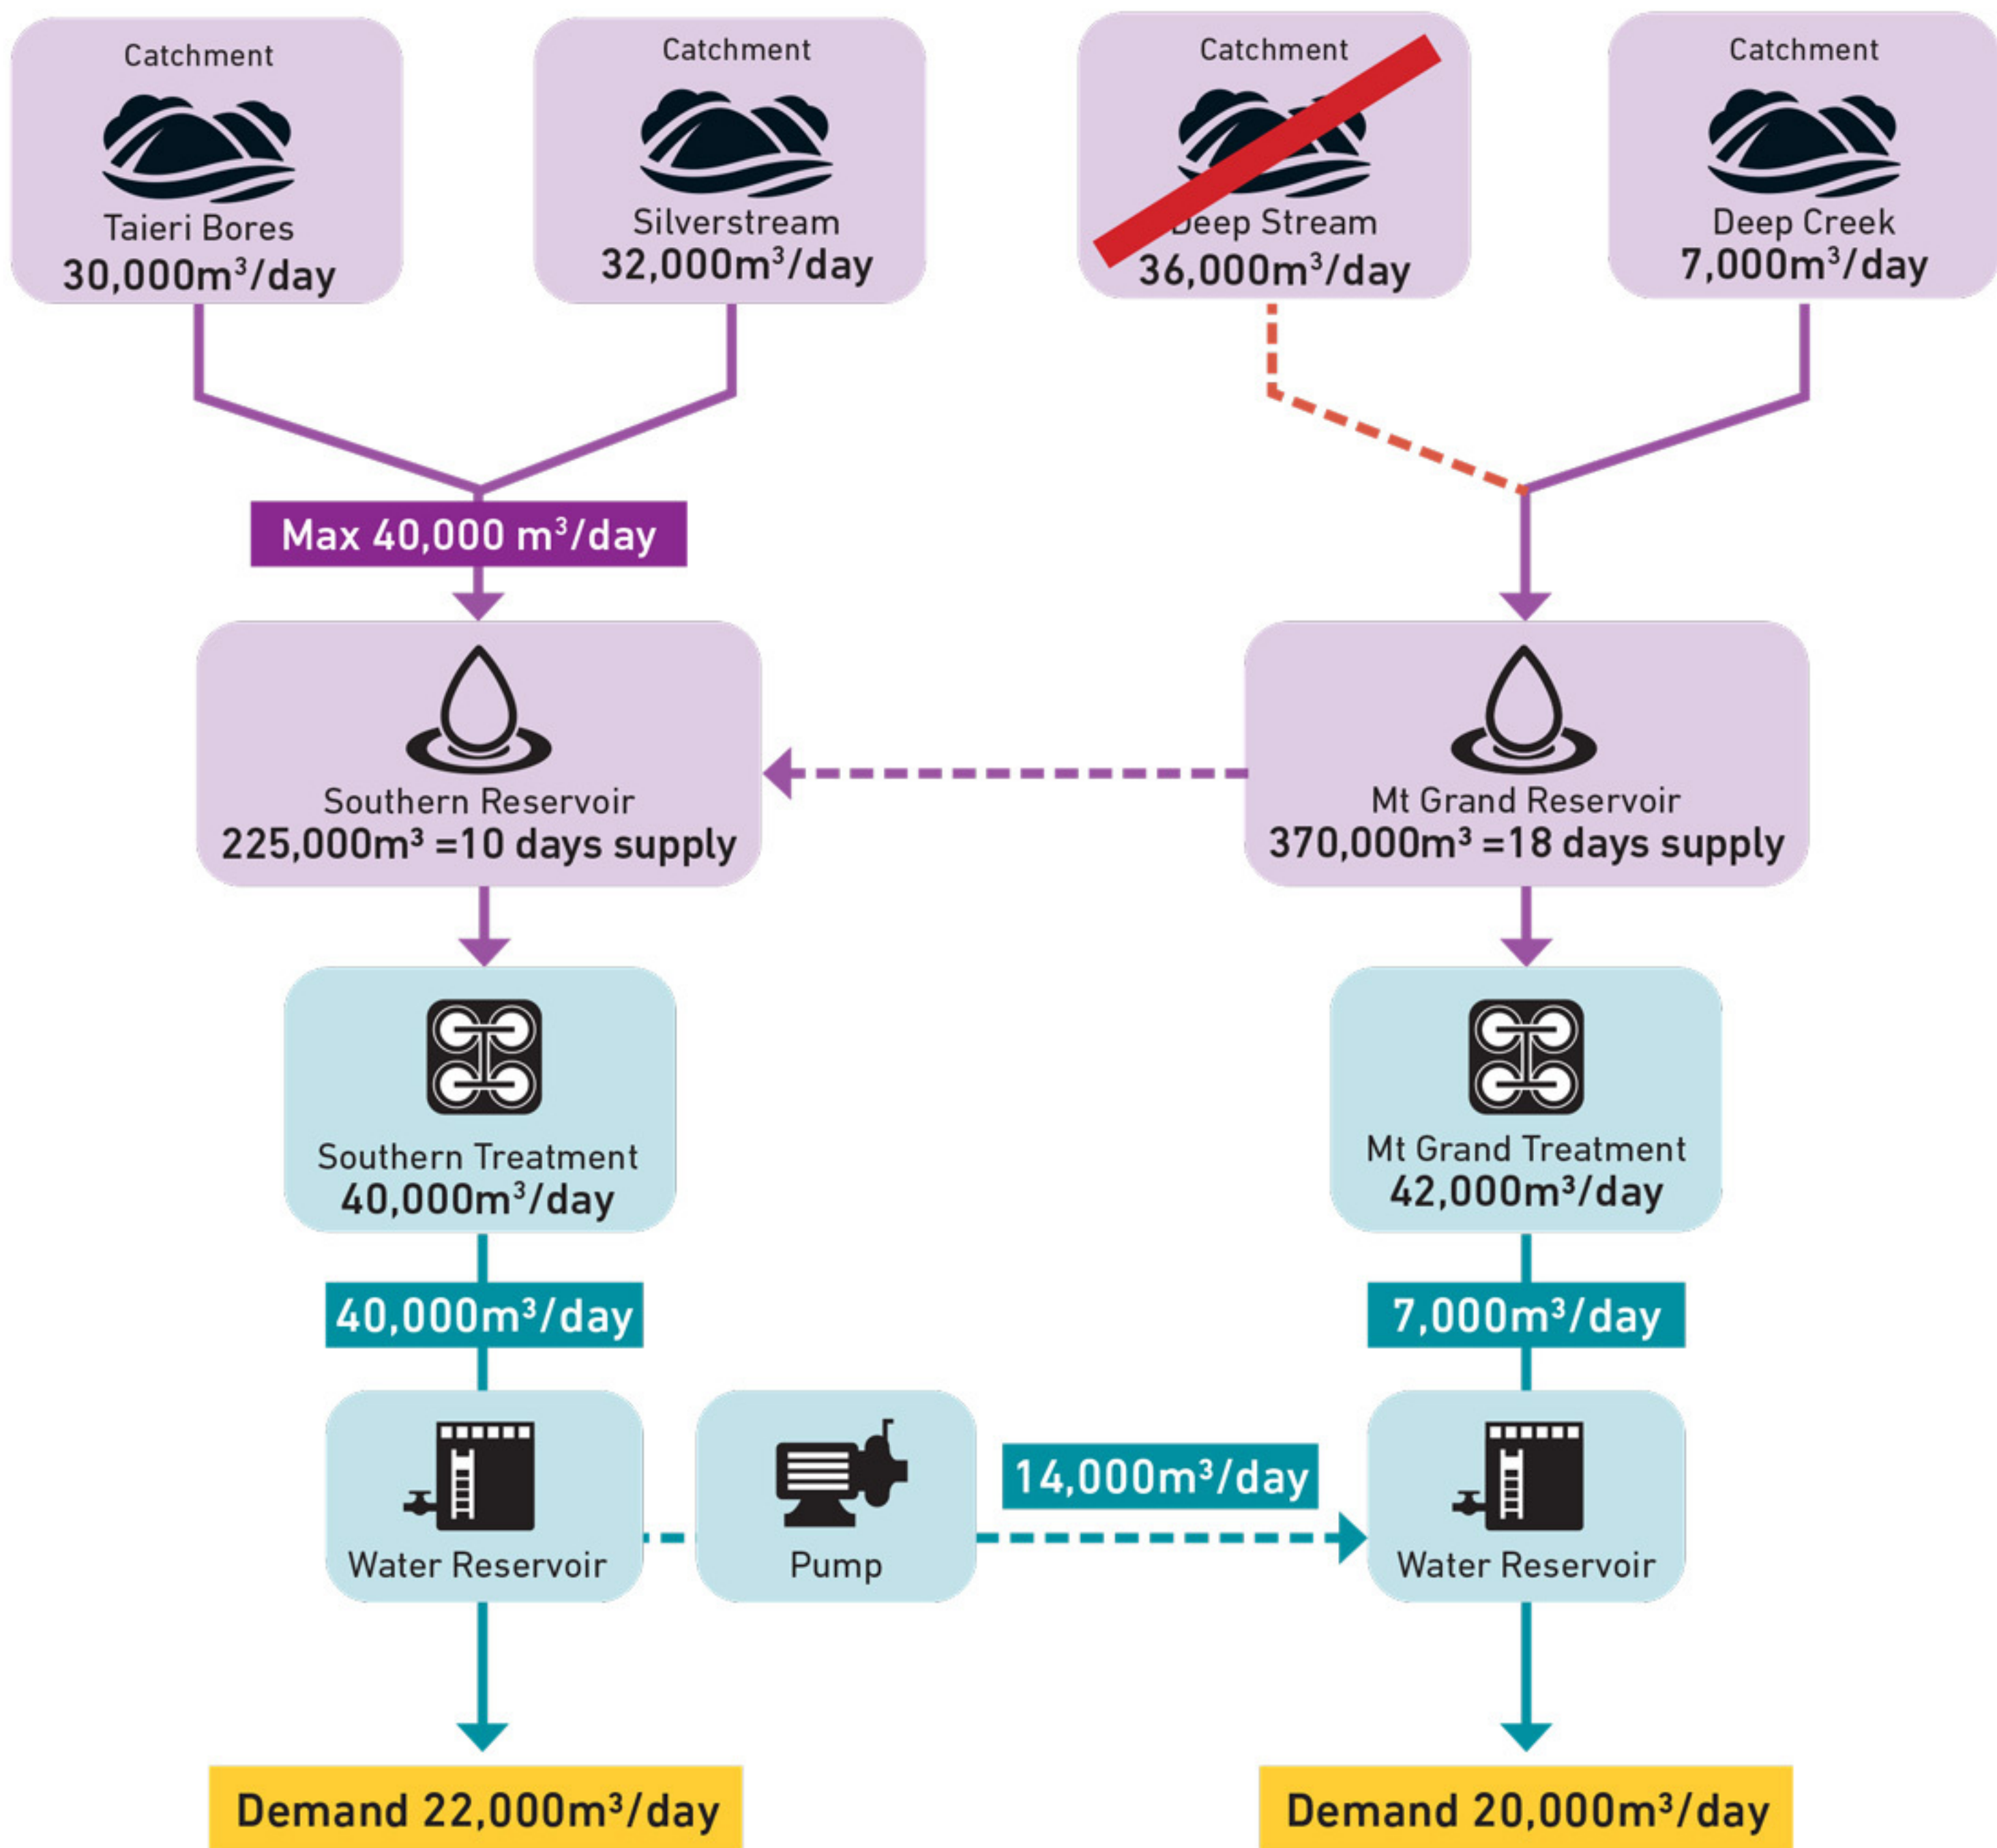 Catchment
Taieri Bores
30,000m³/day
Catchment
Silverstream
32,000m³/day
Catchment
Deep Stream
36,000m³/day
Catchment
Deep Creek
7,000m³/day
Max 40,000 m³/day
Southern Reservoir
225,000m³ =10 days supply
Mt Grand Reservoir
370,000m³ =18 days supply
Southern Treatment
40,000m³/day
Mt Grand Treatment
42,000m³/day
40,000m³/day
7,000m³/day
Water Reservoir
Pump
14,000m³/day
Water Reservoir
Demand 22,000m³/day
Demand 20,000m³/day